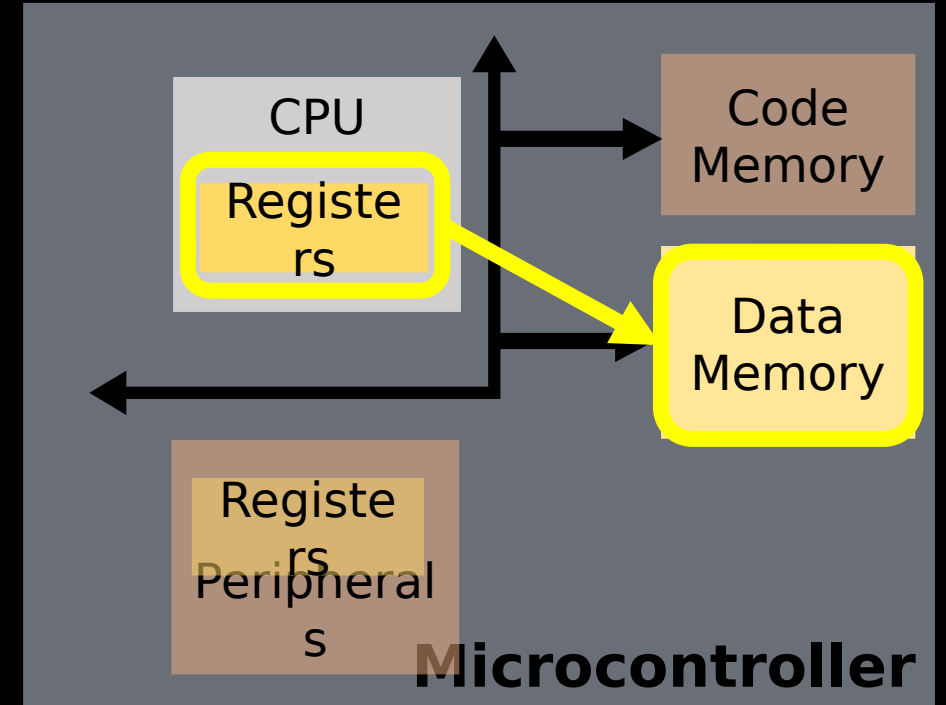 CPU
Registe
rs
Code
Memory
Data
Memory
Registe
rs
Peripheral
s
Microcontroller